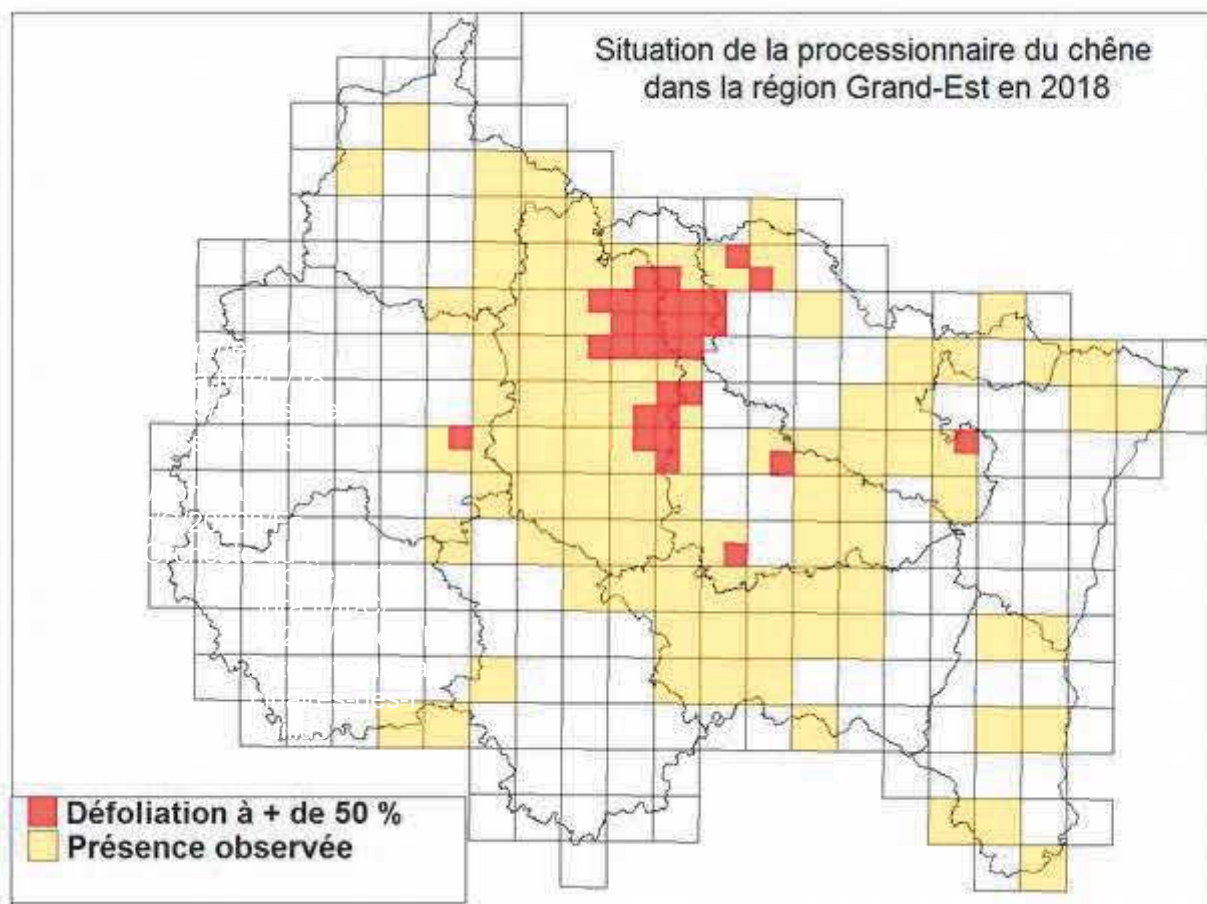 Situation de la processionnaire du chêne
dans la région Grand-Est en 2018
Défoliation à + de 50 %
Présence observée